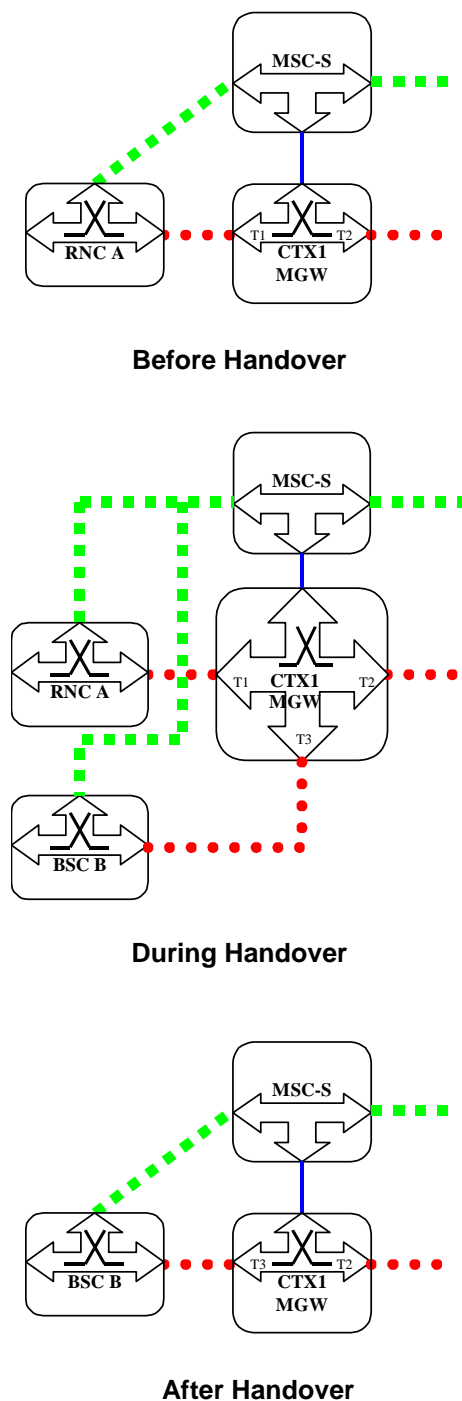 MSC-S
RNC A
T1
T2
CTX1
MGW
Before Handover
MSC-S
RNC A
T1
CTX1
T2
MGW
T3
BSC B
During Handover
MSC-S
BSC B
T3
T2
CTX1
MGW
After Handover